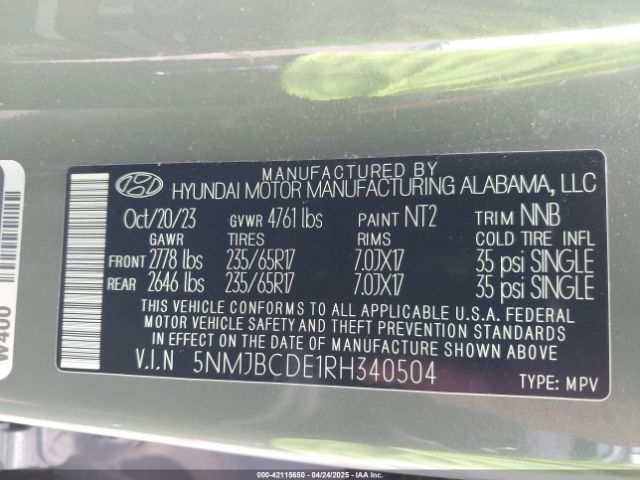 MANUFACTURED BY
HYUNDAI MOTOR MANUFACTURING ALABAMA, LLC
Oct/20/23 GVWR 4761 lbs PAINT NT2 TRIM NNB
GAWR TIRES RIMS COLD TIRE INFL
FRONT 2778 lbs 235/65R17 7.0JX17 35 psi SINGLE
REAR 2646 lbs 235/65R17 7.0JX17 35 psi SINGLE
THIS VEHICLE CONFORMS TO ALL APPLICABLE U.S.A. FEDERAL
MOTOR VEHICLE SAFETY AND THEFT PREVENTION STANDARDS
IN EFFECT ON THE DATE OF MANUFACTURE SHOWN ABOVE.
V.I.N 5NMJBCDE1RH340504
TYPE: MPV
W400
000-42115650 - 04/24/2025 - IAAI.COM